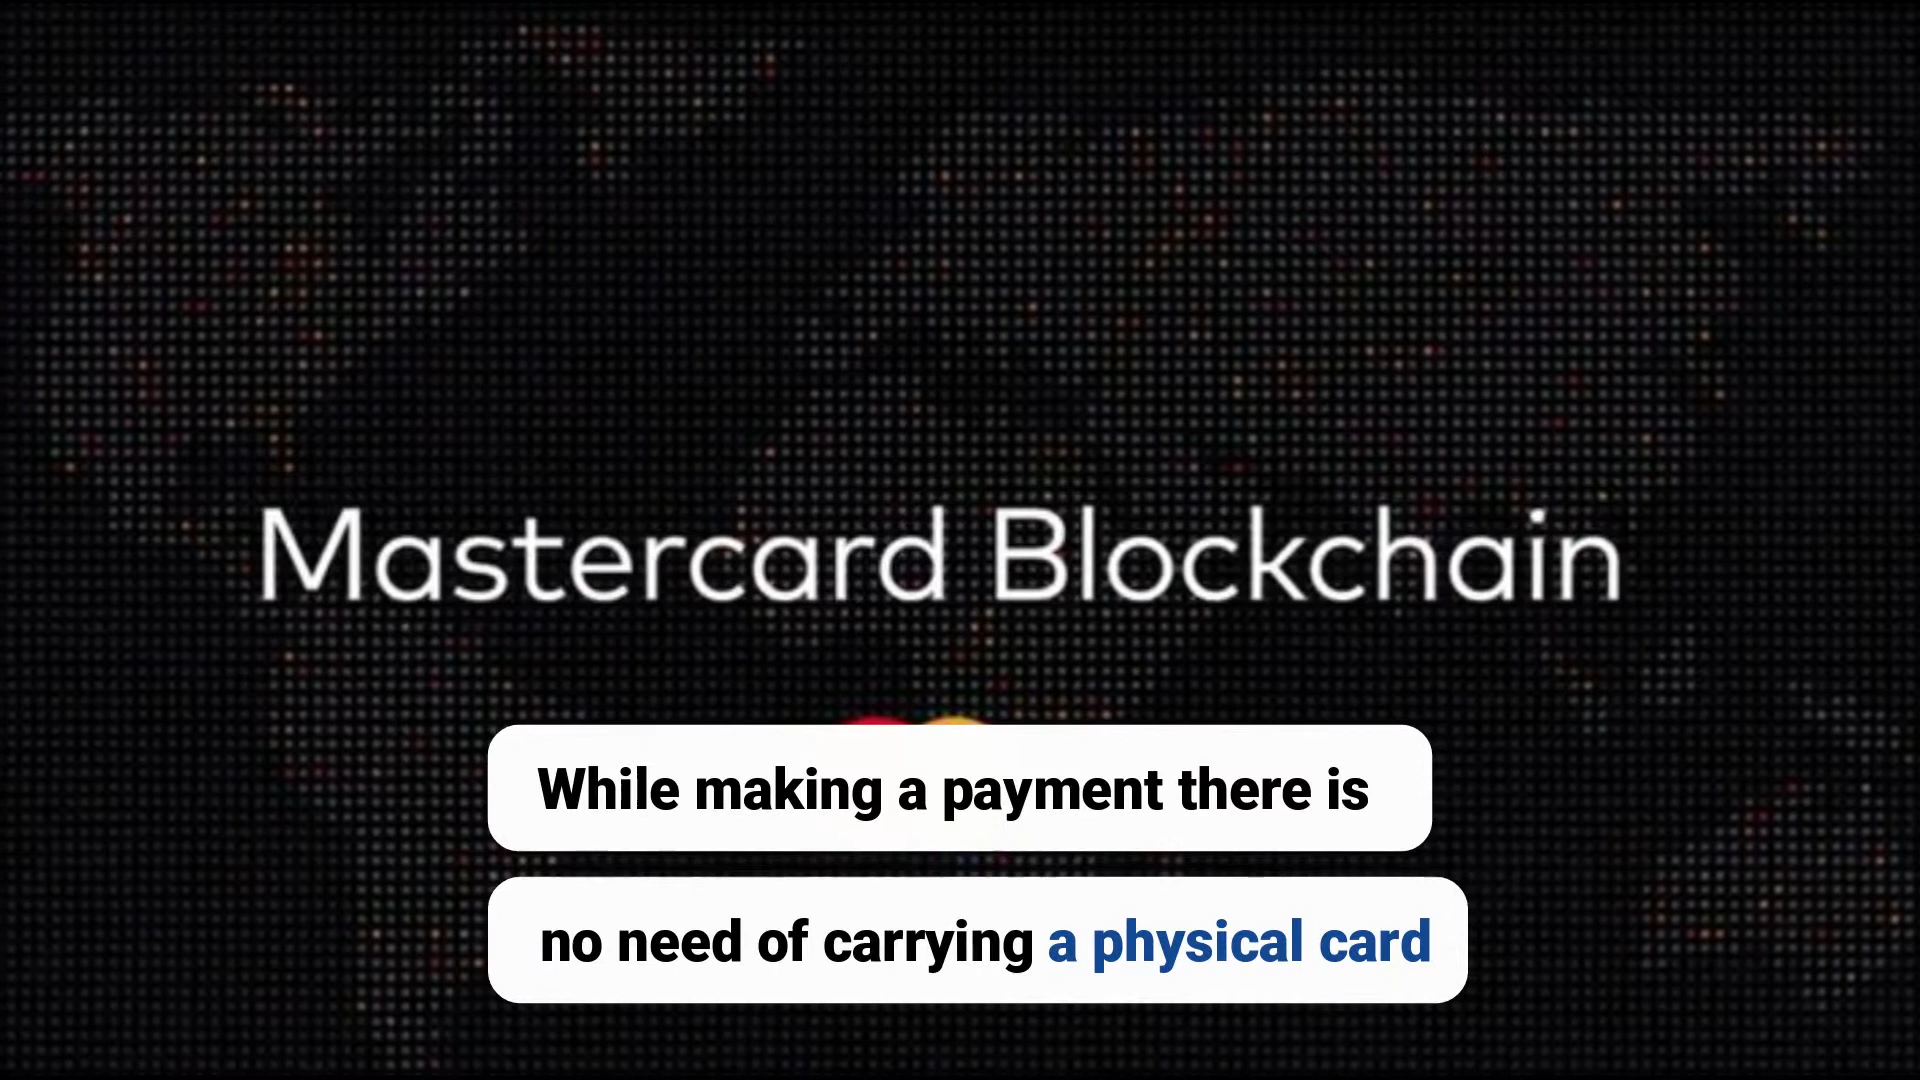 Mastercard Blockchain
While making a payment there is
no need of carrying a physical card